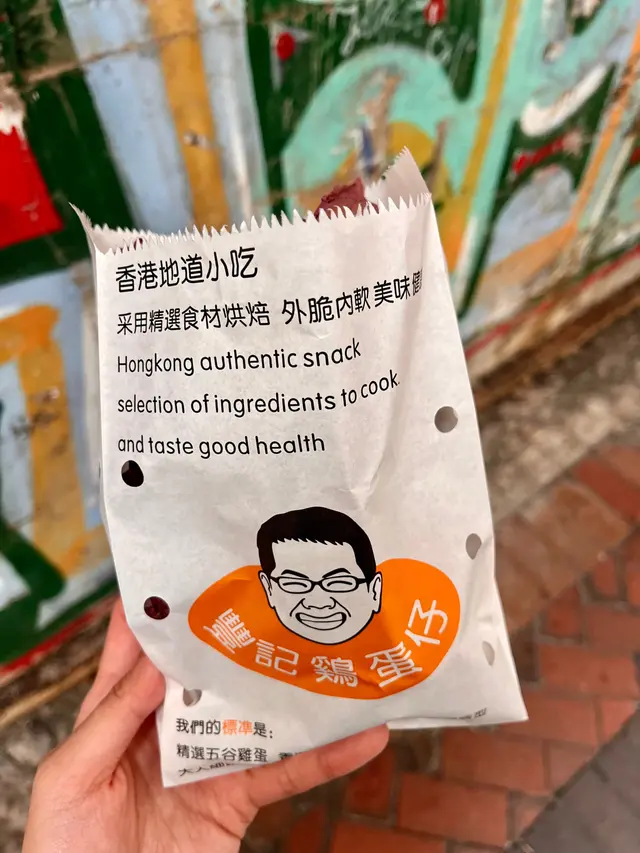 香港地道小吃
采用精選食材烘焙 外脆內軟 美味健
Hongkong authentic snack
selection of ingredients to cook.
and taste good health
豐記鷄蛋仔
我們的標準是:
精選五谷雞蛋